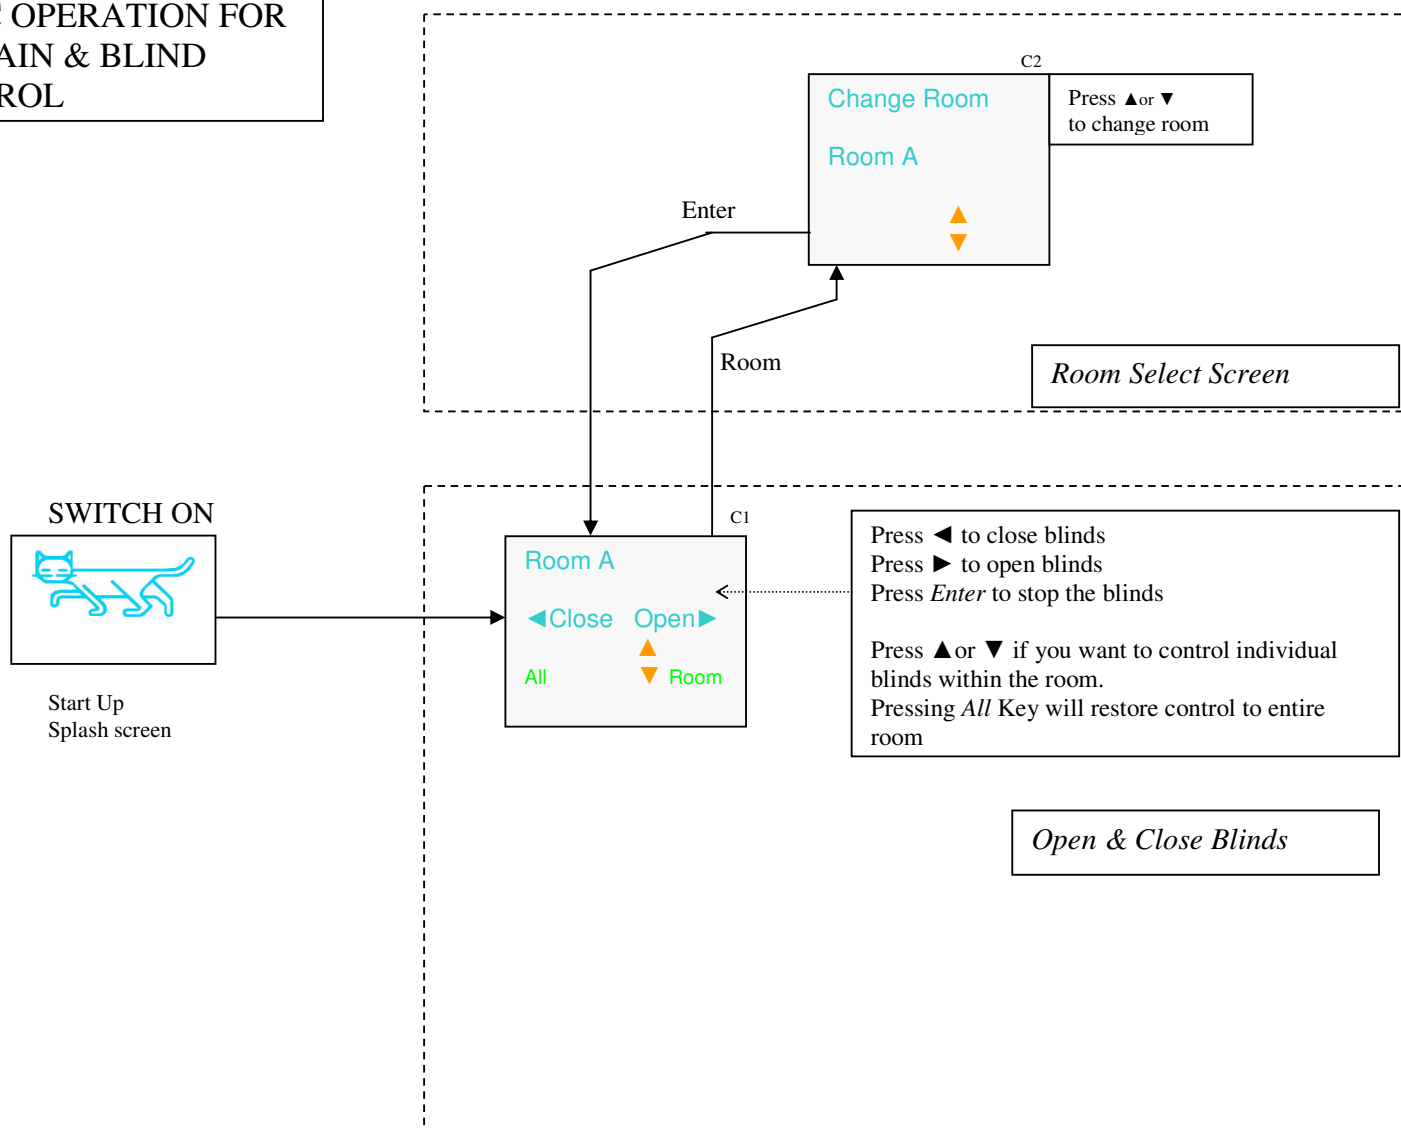 OPERATION FOR
& BLIND
C2
Change Room
Room A
▲
▼
Press ▲or ▼
to change room
Enter
Room
Room Select Screen
SWITCH ON
Start Up
Splash screen
C1
Room A
◄Close Open►
▲
All ▼ Room
Press ◄ to close blinds
Press ► to open blinds
Press Enter to stop the blinds
Press ▲or ▼ if you want to control individual
blinds within the room.
Pressing All Key will restore control to entire
room
Open & Close Blinds